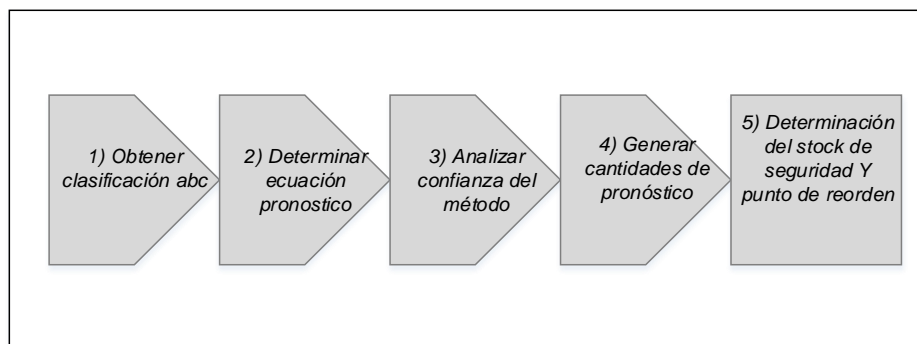 1) Obtener
clasificación abc
2) Determinar
ecuación
pronostico
3) Analizar
confianza del
método
4) Generar
cantidades de
pronóstico
5) Determinación
del stock de
seguridad Y
punto de reorden